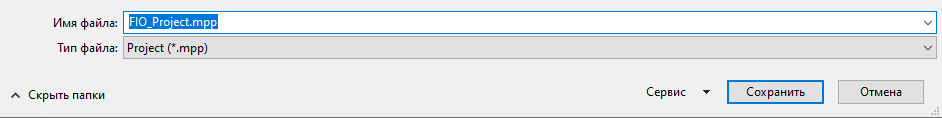 Имя файла: FIO_Project.mpp
Тип файла: Project (*.mpp)
Скрыть папки Сервис Сохранить Отмена